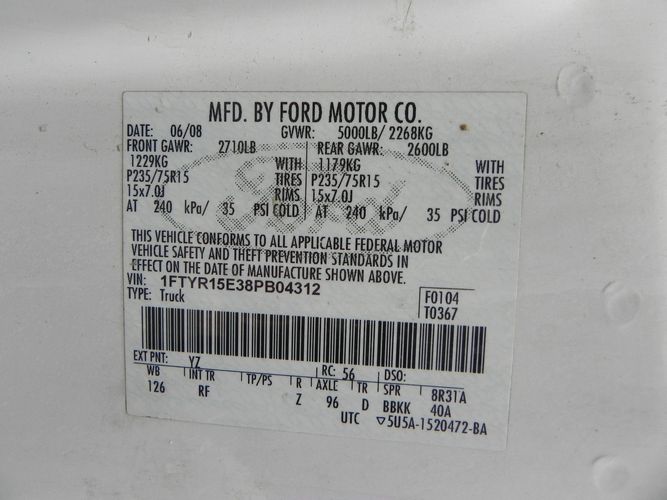 MFD. BY FORD MOTOR CO.
DATE: 06/08 GVWR: 5000LB/ 2268KG
FRONT GAWR: 2710LB REAR GAWR: 2600LB
1229KG WITH 1179KG WITH
P235/75R15 TIRES P235/75R15 TIRES
15x7.0J RIMS 15x7.0J RIMS
AT 240 kPa/ 35 PSI COLD AT 240 kPa/ 35 PSI COLD
Ford
THIS VEHICLE CONFORMS TO ALL APPLICABLE FEDERAL MOTOR
VEHICLE SAFETY AND THEFT PREVENTION STANDARDS IN
EFFECT ON THE DATE OF MANUFACTURE SHOWN ABOVE.
VIN: 1FTYR15E38PB04312 F0104
TYPE: Truck T0367
EXT PNT: YZ RC: 56 DSO:
WB INT TR TP/PS R AXLE TR SPR 8R31A
126 RF Z 96 D BBKK 40A
UTC ▽5U5A-1520472-BA